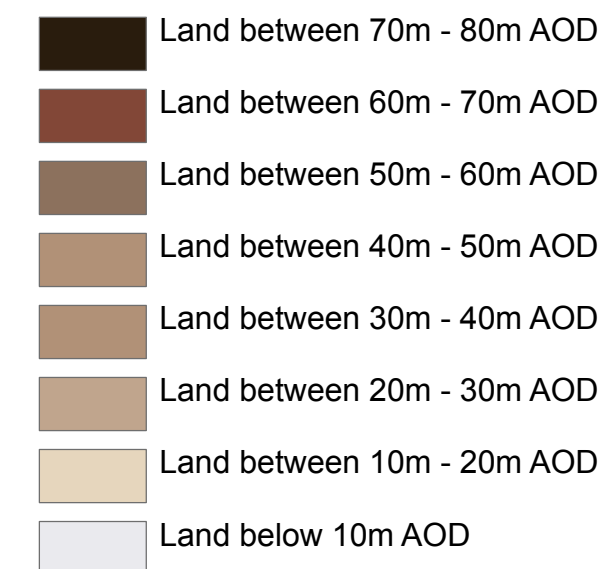 Land between 70m - 80m AOD
Land between 60m - 70m AOD
Land between 50m - 60m AOD
Land between 40m - 50m AOD
Land between 30m - 40m AOD
Land between 20m - 30m AOD
Land between 10m - 20m AOD
Land below 10m AOD